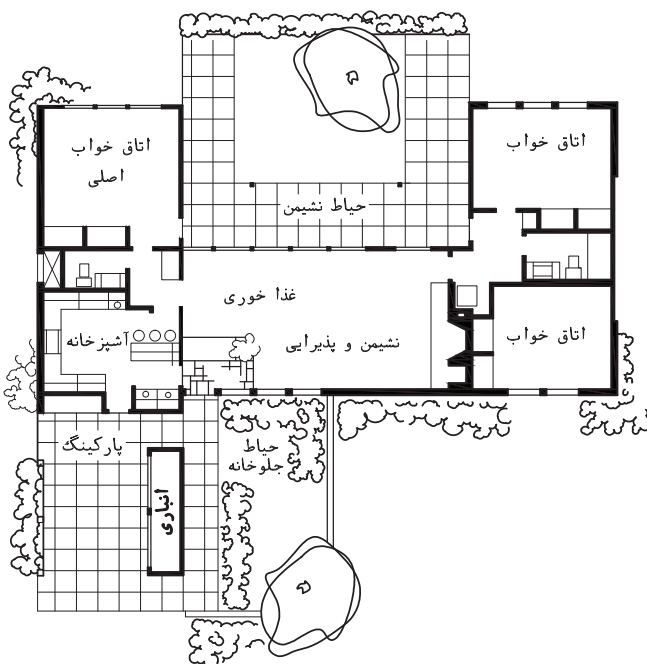 اتاق خواب
اصلی
اتاق خواب
حیاط نشیمن
غذا خوری
نشیمن و پذیرایی
آشپزخانه
اتاق خواب
پارکینگ
حیاط
جلوخانه
انباری